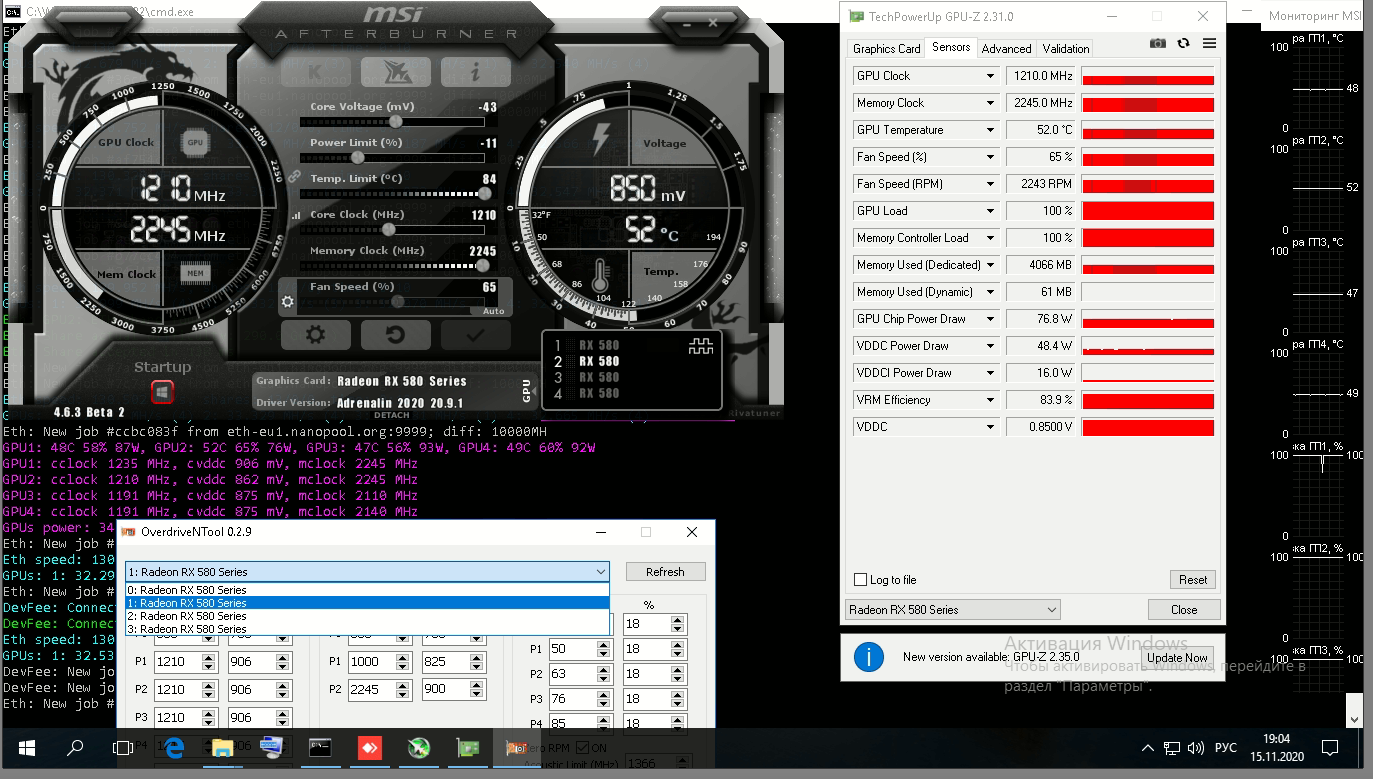 C:\W 32\cmd.exe
msi
AFTERBURNER
K
i
Core Voltage (mV)
-43
Power Limit (%)
-11
Temp. Limit (°C)
84
Core Clock (MHz)
1210
Memory Clock (MHz)
2245
Fan Speed (%)
65
Auto
GPU Clock
GPU
1210 MHz
2245 MHz
Mem Clock
MEM
0
250
500
750
1000
1250
1500
1750
2000
2250
750
1500
2250
3000
3750
4500
5250
6000
6750
Voltage
850 mV
52 °C
Temp.
0
.25
.5
.75
1
1.25
1.5
1.75
32°F
50
68
86
104
122
140
158
176
194
10
20
30
40
50
60
70
80
90
Startup
4.6.3 Beta 2
Graphics Card: Radeon RX 580 Series
Driver Version: Adrenalin 2020 20.9.1
DETACH
GPU
1 RX 580
2 RX 580
3 RX 580
4 RX 580
Eth: New job #ccbc083f from eth-eu1.nanopool.org:9999; diff: 10000MH
GPU1: 48C 58% 87W, GPU2: 52C 65% 76W, GPU3: 47C 56% 93W, GPU4: 49C 60% 92W
GPU1: cclock 1235 MHz, cvddc 906 mV, mclock 2245 MHz
GPU2: cclock 1210 MHz, cvddc 862 mV, mclock 2245 MHz
GPU3: cclock 1191 MHz, cvddc 875 mV, mclock 2110 MHz
GPU4: cclock 1191 MHz, cvddc 875 mV, mclock 2140 MHz
GPUs power: 34
Eth: New job #
Eth speed: 130
GPUs: 1: 32.29
Eth: New job #
DevFee: Connec
DevFee: Connec
Eth speed: 130
GPUs: 1: 32.53
DevFee: New jo
DevFee: New jo
Eth: New job #
OverdriveNTool 0.2.9
1: Radeon RX 580 Series
Refresh
0: Radeon RX 580 Series
1: Radeon RX 580 Series
2: Radeon RX 580 Series
3: Radeon RX 580 Series
%
18
P1 1210 906
P1 1000 825
P1 50 18
P2 1210 906
P2 2245 900
P2 63 18
P3 1210 906
P3 76 18
P4 85 18
P4 906
Zero RPM ON
Acoustic Limit (MHz) 1366
TechPowerUp GPU-Z 2.31.0
Graphics Card
Sensors
Advanced
Validation
GPU Clock 1210.0 MHz
Memory Clock 2245.0 MHz
GPU Temperature 52.0 °C
Fan Speed (%) 65 %
Fan Speed (RPM) 2243 RPM
GPU Load 100 %
Memory Controller Load 100 %
Memory Used (Dedicated) 4066 MB
Memory Used (Dynamic) 61 MB
GPU Chip Power Draw 76.8 W
VDDC Power Draw 48.4 W
VDDCI Power Draw 16.0 W
VRM Efficiency 83.9 %
VDDC 0.8500 V
Log to file
Reset
Radeon RX 580 Series
Close
New version available: GPU-Z 2.35.0
Update Now
Активация Windows
Чтобы активировать Windows, перейдите в
раздел "Параметры".
Мониторинг MSI
ра ГП1, °C
100
48
0
ра ГП2, °C
100
52
0
ра ГП3, °C
100
47
0
ра ГП4, °C
100
49
0
ка ГП1, %
100
100
0
ка ГП2, %
100
100
0
ка ГП3, %
100
100
РУС
19:04
15.11.2020